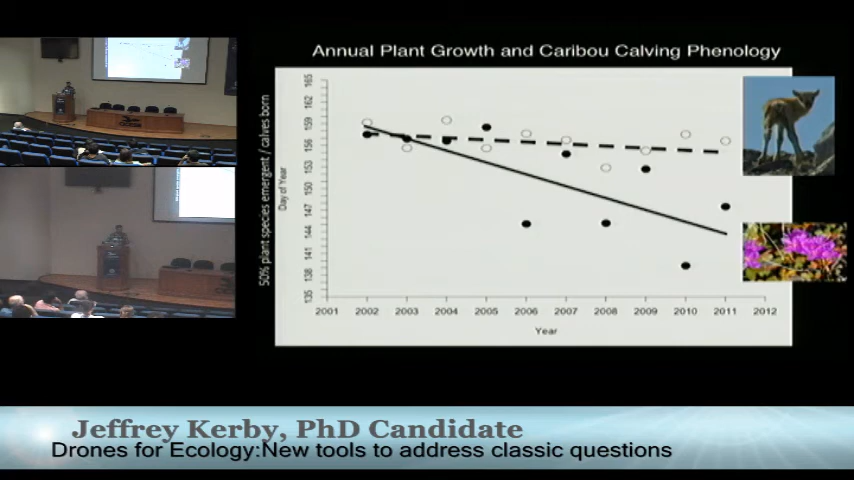 Annual Plant Growth and Caribou Calving Phenology
50% plant species emergent / calves born
Day of Year
165
162
159
156
153
150
147
144
141
138
135
2001 2002 2003 2004 2005 2006 2007 2008 2009 2010 2011 2012
Year
Jeffrey Kerby, PhD Candidate
Drones for Ecology:New tools to address classic questions